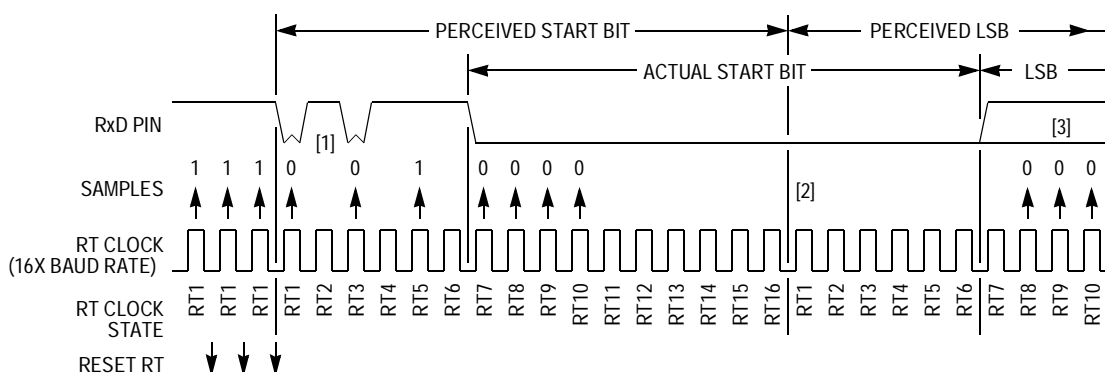 PERCEIVED START BIT PERCEIVED LSB
ACTUAL START BIT LSB
RxD PIN [1] [3]
1 1 1 0 0 1 0 0 0 0 0 0 0
SAMPLES [2]
RT CLOCK
(16X BAUD RATE)
RT CLOCK
STATE
RT1 RT1 RT1 RT1 RT2 RT3 RT4 RT5 RT6 RT7 RT8 RT9 RT10 RT11 RT12 RT13 RT14 RT15 RT16 RT1 RT2 RT3 RT4 RT5 RT6 RT7 RT8 RT9 RT10
RESET RT